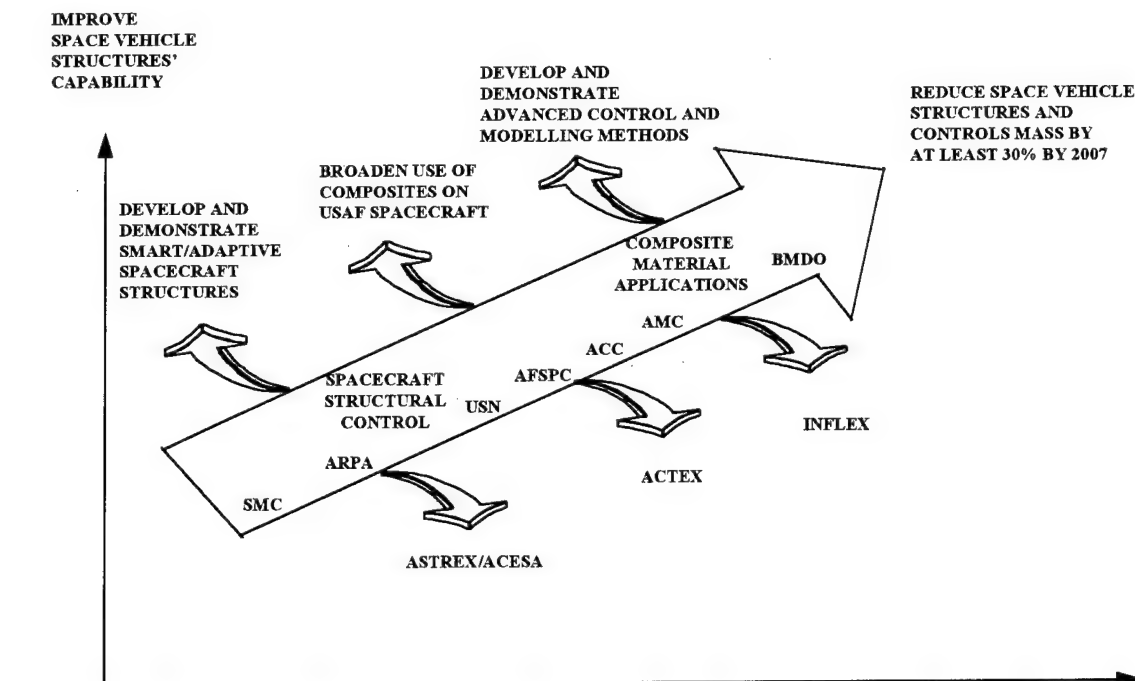 IMPROVE
SPACE VEHICLE
STRUCTURES'
CAPABILITY
DEVELOP AND
DEMONSTRATE
ADVANCED CONTROL AND
MODELLING METHODS
REDUCE SPACE VEHICLE
STRUCTURES AND
CONTROLS MASS BY
AT LEAST 30% BY 2007
BROADEN USE OF
COMPOSITES ON
USAF SPACECRAFT
DEVELOP AND
DEMONSTRATE
SMART/ADAPTIVE
SPACECRAFT
STRUCTURES
COMPOSITE
MATERIAL
APPLICATIONS
BMDO
AMC
ACC
AFSPC
SPACECRAFT
STRUCTURAL
CONTROL
USN
ARPA
SMC
INFLEX
ACTEX
ASTREX/ACESA